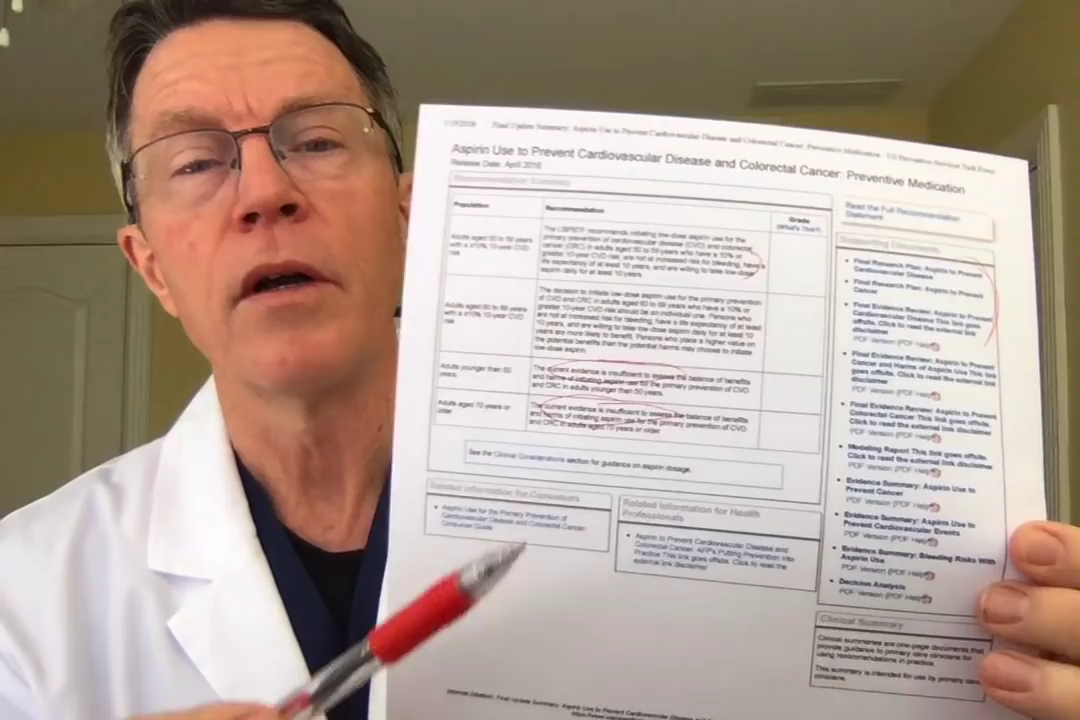 Final Update Summary: Aspirin Use to Prevent Cardiovascular Disease and Colorectal Cancer: Preventive Medication - US Preventive Services Task Force
Aspirin Use to Prevent Cardiovascular Disease and Colorectal Cancer: Preventive Medication
Release Date: April 2016
Recommendation Summary
Population
Recommendation
Grade
(What's This?)
Adults aged 50 to 59 years
with a ≥10% 10-year CVD
risk
The USPSTF recommends initiating low-dose aspirin use for the
primary prevention of cardiovascular disease (CVD) and colorectal
cancer (CRC) in adults aged 50 to 59 years who have a 10% or
greater 10-year CVD risk, are not at increased risk for bleeding, have a
life expectancy of at least 10 years, and are willing to take low-dose
aspirin daily for at least 10 years.
Adults aged 60 to 69 years
with a ≥10% 10-year CVD
risk
The decision to initiate low-dose aspirin use for the primary prevention
of CVD and CRC in adults aged 60 to 69 years who have a 10% or
greater 10-year CVD risk should be an individual one. Persons who
are not at increased risk for bleeding, have a life expectancy of at least
10 years, and are willing to take low-dose aspirin daily for at least 10
years are more likely to benefit. Persons who place a higher value on
the potential benefits than the potential harms may choose to initiate
low-dose aspirin.
Adults younger than 50
years
The current evidence is insufficient to assess the balance of benefits
and harms of initiating aspirin use for the primary prevention of CVD
and CRC in adults younger than 50 years.
Adults aged 70 years or
older
The current evidence is insufficient to assess the balance of benefits
and harms of initiating aspirin use for the primary prevention of CVD
and CRC in adults aged 70 years or older
See the Clinical Considerations section for guidance on aspirin dosage.
Related Information for Consumers
Aspirin Use for the Primary Prevention of
Cardiovascular Disease and Colorectal Cancer:
Consumer Guide
Related Information for Health
Professionals
Aspirin to Prevent Cardiovascular Disease and
Colorectal Cancer: AFP's Putting Prevention Into
Practice This link goes offsite. Click to read the
external link disclaimer
Read the Full Recommendation
Statement
Supporting
Final Research Plan: Aspirin to Prevent
Cardiovascular Disease
Final Research Plan: Aspirin to Prevent
Cancer
Final Evidence Review: Aspirin to Prevent
Cardiovascular Disease This link goes
offsite. Click to read the external link
disclaimer
PDF Version (PDF Help)
Final Evidence Review: Aspirin to Prevent
Cancer and Harms of Aspirin Use This link
goes offsite. Click to read the external link
disclaimer
PDF Version (PDF Help)
Final Evidence Review: Aspirin to Prevent
Colorectal Cancer This link goes offsite.
Click to read the external link disclaimer
PDF Version (PDF Help)
Modeling Report This link goes offsite.
Click to read the external link disclaimer
PDF Version (PDF Help)
Evidence Summary: Aspirin Use to
Prevent Cancer
PDF Version (PDF Help)
Evidence Summary: Aspirin Use to
Prevent Cardiovascular Events
PDF Version (PDF Help)
Evidence Summary: Bleeding Risks With
Aspirin Use
PDF Version (PDF Help)
Decision Analysis
PDF Version (PDF Help)
Clinical Summary
Clinical summaries are one-page documents that
provide guidance to primary care clinicians for
using recommendations in practice.
This summary is intended for use by primary care
clinicians.
Internet Citation: Final Update Summary: Aspirin Use to Prevent Cardiovascular Disease and Colorectal Cancer: Preventive Medication